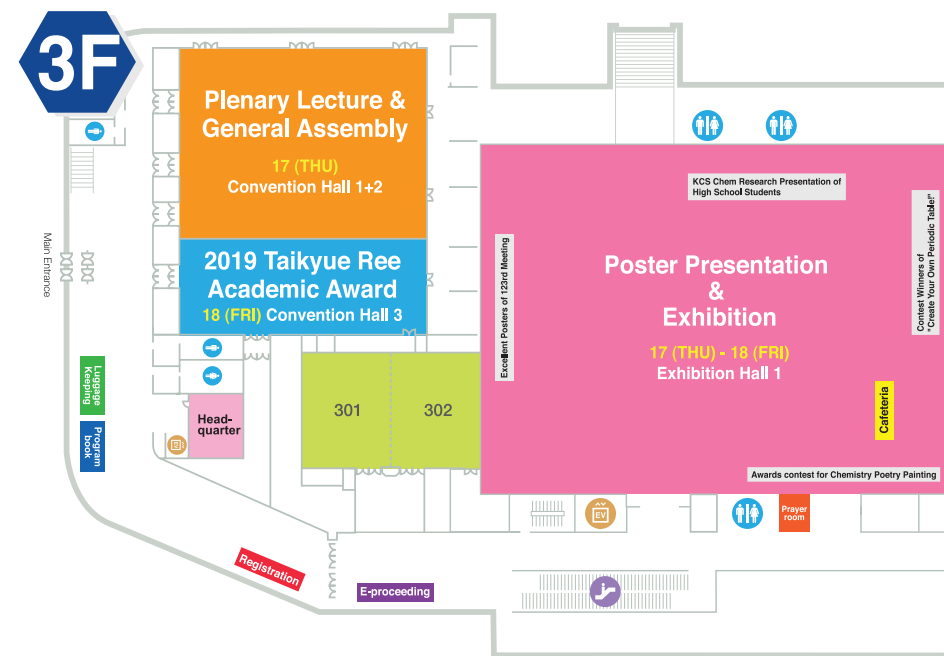 3F
Plenary Lecture &
General Assembly
17 (THU)
Convention Hall 1+2
2019 Taikyue Ree
Academic Award
18 (FRI) Convention Hall 3
Main Entrance
Luggage
Keeping
Program
book
Head-
quarter
301
302
Excellent Posters of 123rd Meeting
KCS Chem Research Presentation of
High School Students
Contest Winners of
"Create Your Own Periodic Table!"
Poster Presentation
&
Exhibition
17 (THU) - 18 (FRI)
Exhibition Hall 1
Cafeteria
Awards contest for Chemistry Poetry Painting
EV
Prayer
room
Registration
E-proceeding